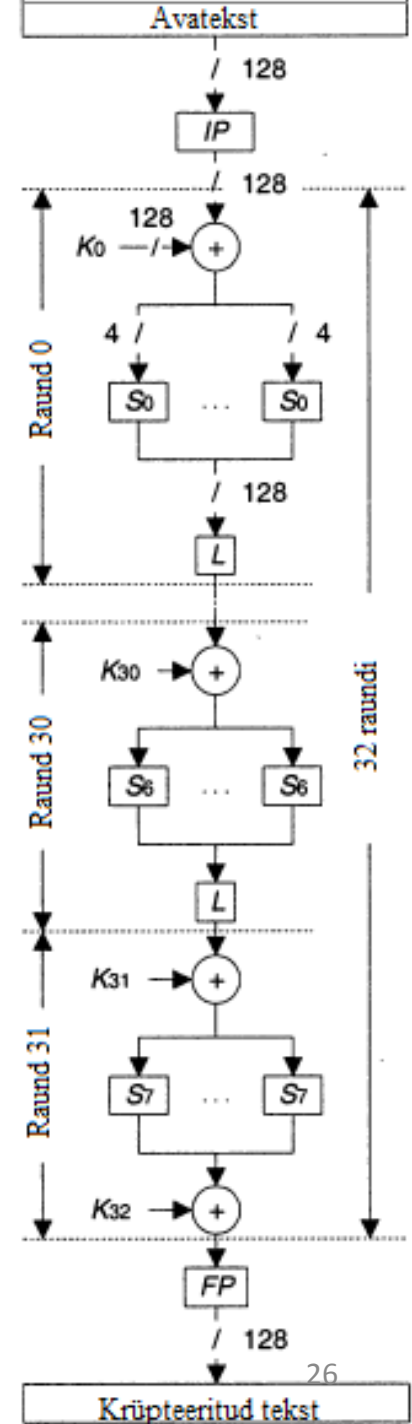 Avatekst
128
IP
128
128
K0
+
Raund 0
4
4
S0
...
S0
128
L
K30
+
32 raundi
Raund 30
S6
...
S6
L
K31
+
Raund 31
S7
...
S7
K32
+
FP
128
26
Krüpteeritud tekst